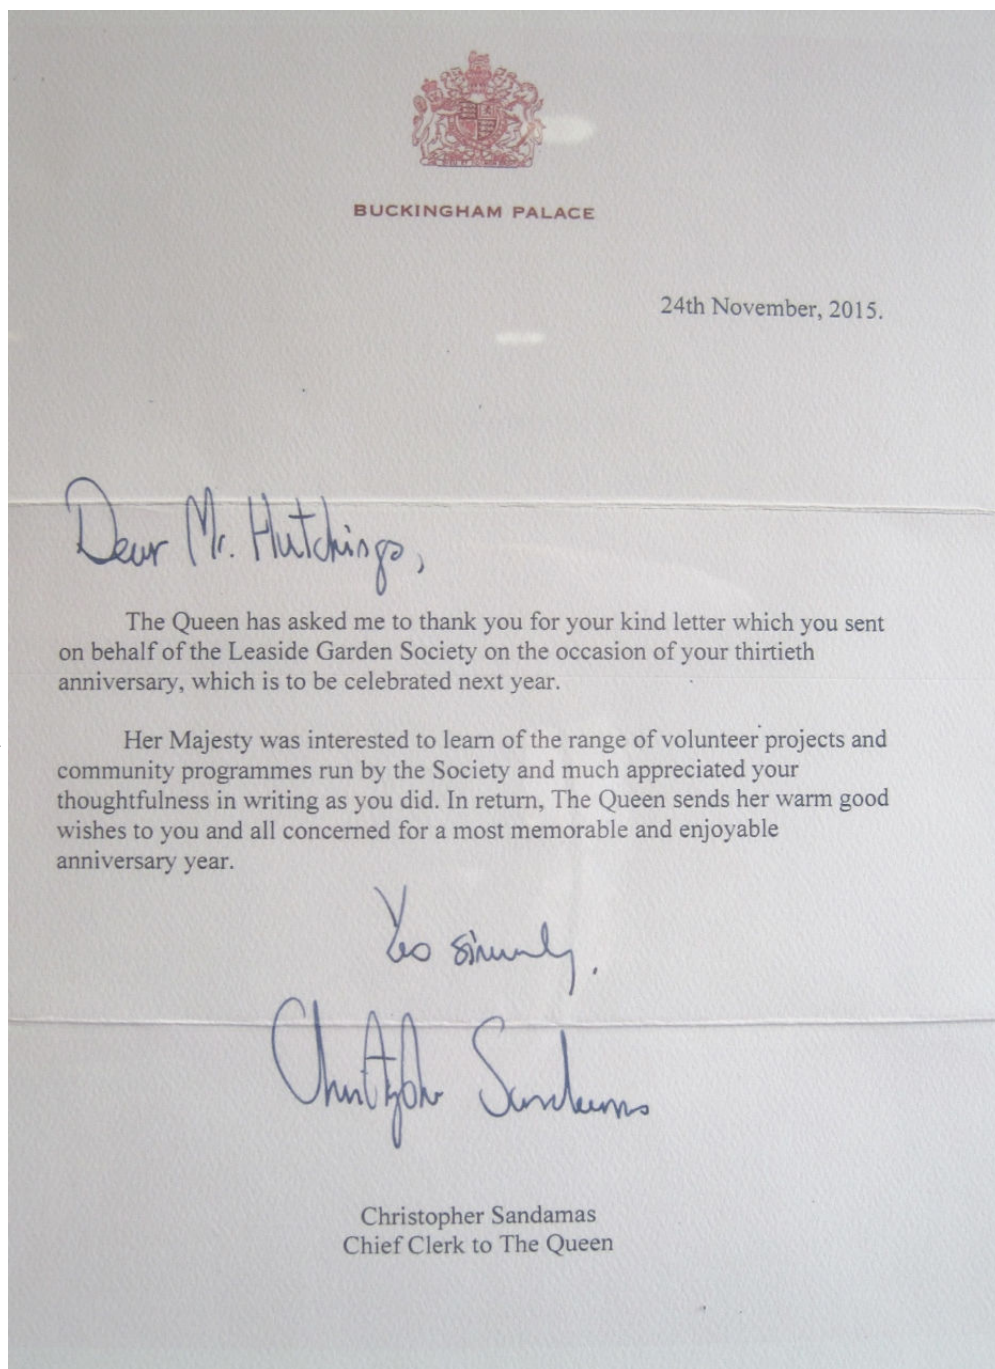 BUCKINGHAM PALACE
24th November, 2015.
Dear Mr. Hutchings,
The Queen has asked me to thank you for your kind letter which you sent
on behalf of the Leaside Garden Society on the occasion of your thirtieth
anniversary, which is to be celebrated next year.
Her Majesty was interested to learn of the range of volunteer projects and
community programmes run by the Society and much appreciated your
thoughtfulness in writing as you did. In return, The Queen sends her warm good
wishes to you and all concerned for a most memorable and enjoyable
anniversary year.
sincerely.
Christopher Sandamas
Christopher Sandamas
Chief Clerk to The Queen